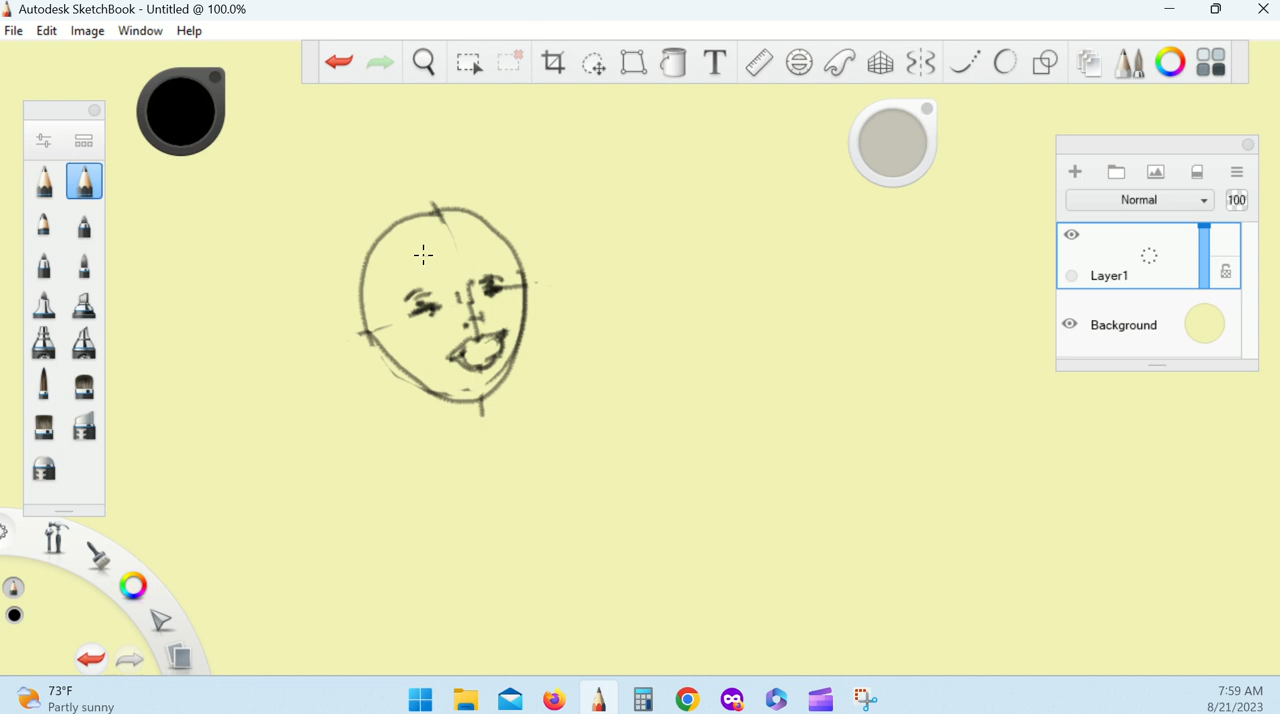 Autodesk SketchBook - Untitled @ 100.0%
File Edit Image Window Help
T
Normal 100
Layer1
Background
73°F
Partly sunny
7:59 AM
8/21/2023